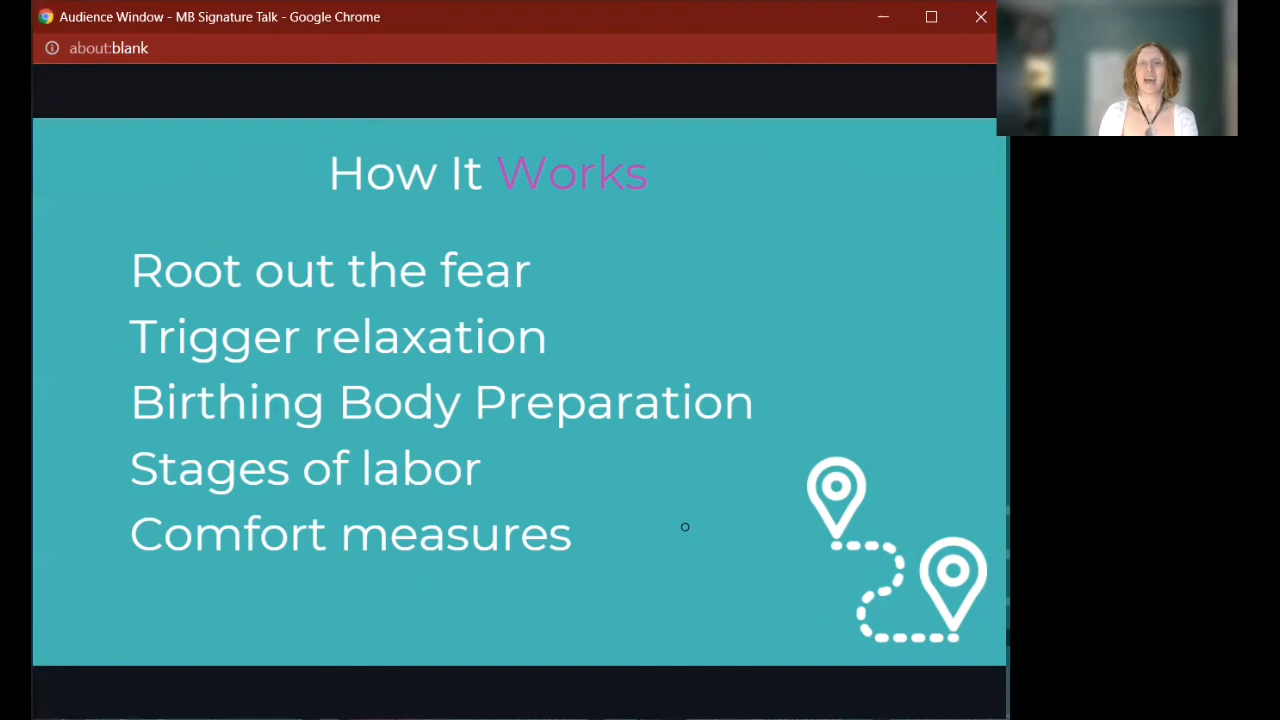 Audience Window - MB Signature Talk - Google Chrome
about:blank
How It Works
Root out the fear
Trigger relaxation
Birthing Body Preparation
Stages of labor
Comfort measures